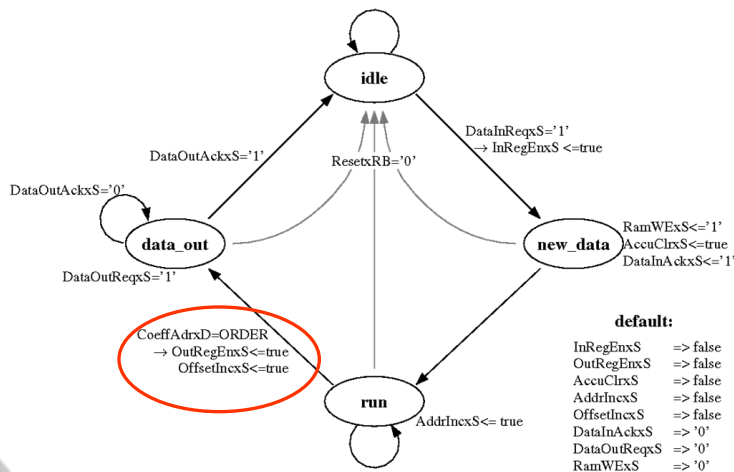 idle
DataInReqxS='1'
→ InRegEnxS <=true
DataOutAckxS='1'
ResetxRB='0'
DataOutAckxS='0'
data_out
new_data
RamWExS<='1'
AccuClrxS<=true
DataInAckxS<='1'
DataOutReqxS='1'
CoeffAdrxD=ORDER
→ OutRegEnxS<=true
OffsetIncxS<=true
run
AddrIncxS<= true
default:
InRegEnxS => false
OutRegEnxS => false
AccuClrxS => false
AddrIncxS => false
OffsetIncxS => false
DataInAckxS => '0'
DataOutReqxS => '0'
RamWExS => '0'